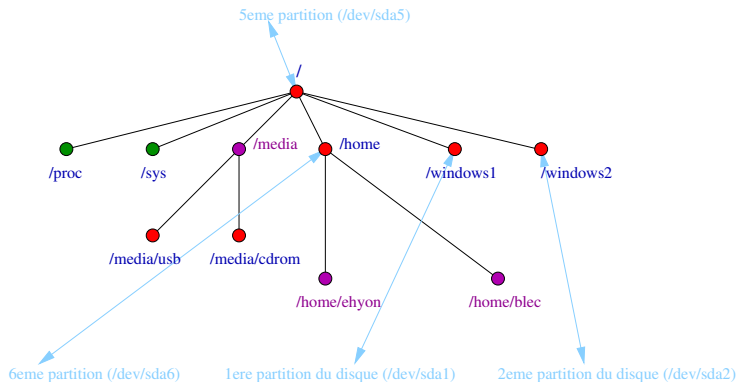 5eme partition (/dev/sda5)
/
/media
/home
/proc
/sys
/windows1
/windows2
/media/usb
/media/cdrom
/home/ehyon
/home/blec
6eme partition (/dev/sda6)
1ere partition du disque (/dev/sda1)
2eme partition du disque (/dev/sda2)